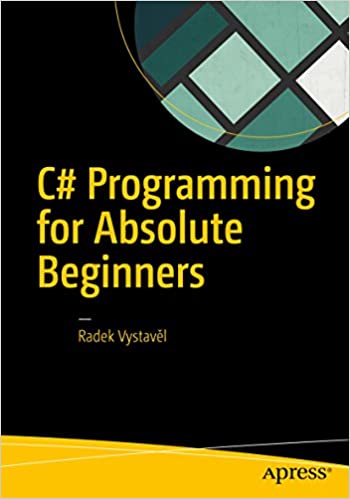 C# Programming
for Absolute
Beginners
—
Radek Vystavěl
Apress®